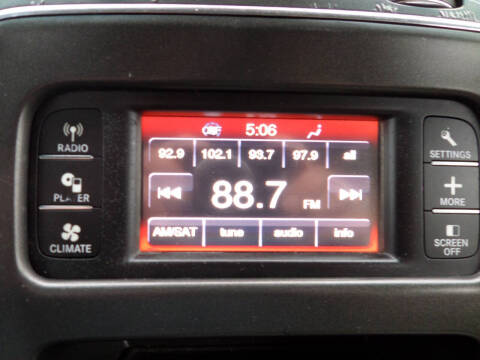 5:06
92.9 102.1 93.7 97.9 all
88.7 FM
AM/SAT tune audio info
RADIO
PLAYER
CLIMATE
SETTINGS
MORE
SCREEN
OFF